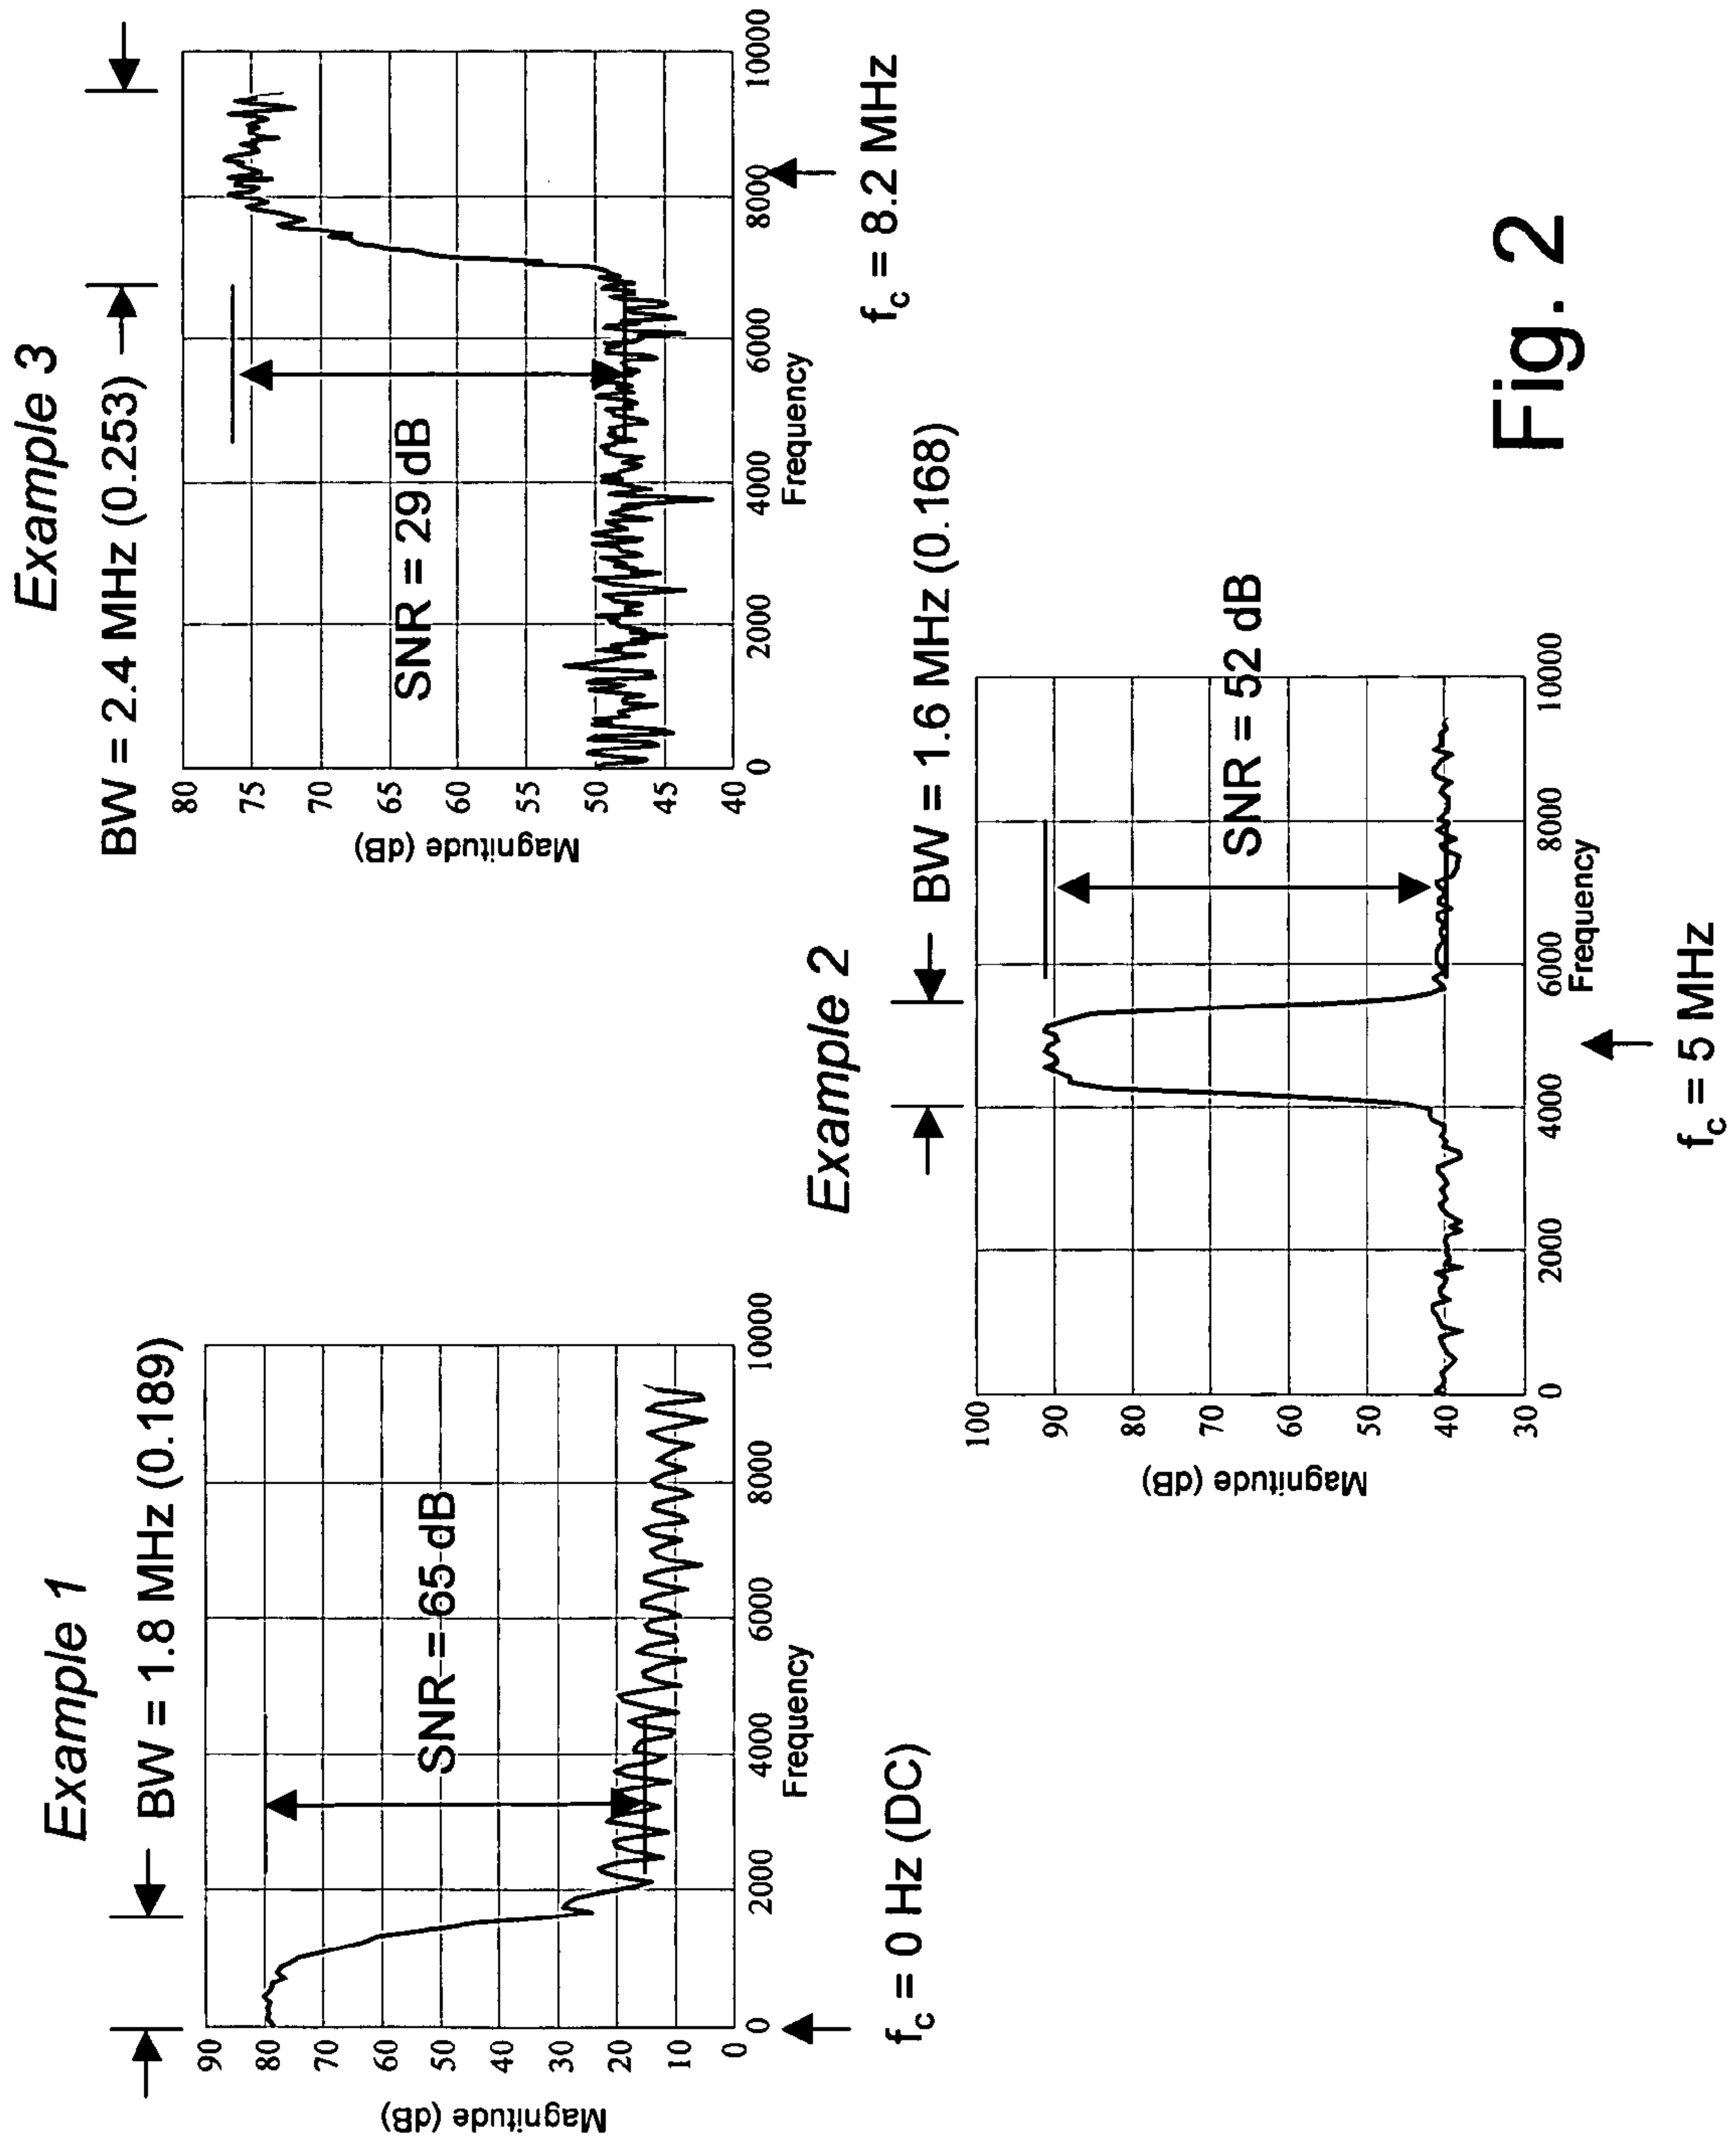 Example 1
BW = 1.8 MHz (0.189)
90
80
70
60
50
40
30
20
10
0
Magnitude (dB)
SNR = 65 dB
0
2000
4000
6000
8000
10000
Frequency
fc = 0 Hz (DC)
Example 2
BW = 1.6 MHz (0.168)
100
90
80
70
60
50
40
30
Magnitude (dB)
SNR = 52 dB
0
2000
4000
6000
8000
10000
Frequency
fc = 5 MHz
Example 3
BW = 2.4 MHz (0.253)
80
75
70
65
60
55
50
45
40
Magnitude (dB)
SNR = 29 dB
0
2000
4000
6000
8000
10000
Frequency
fc = 8.2 MHz
Fig. 2